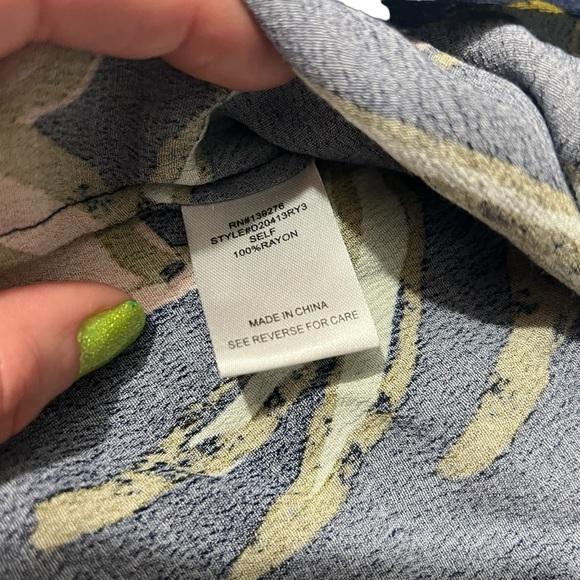 RN#139276
STYLE#D20413RY3
SELF
100%RAYON
MADE IN CHINA
SEE REVERSE FOR CARE